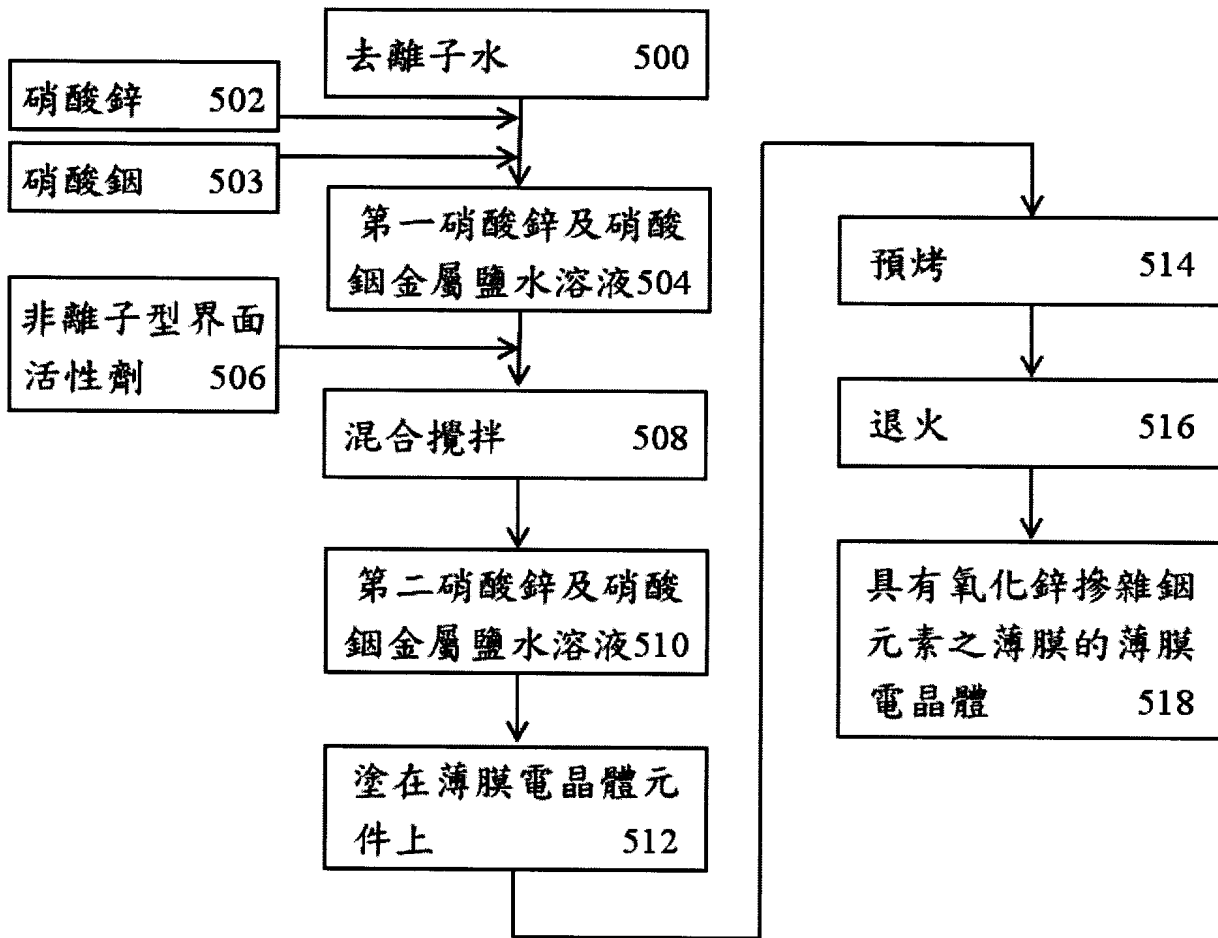 去離子水 500
硝酸鋅 502
硝酸銦 503
第一硝酸鋅及硝酸
銦金屬鹽水溶液504
非離子型界面
活性劑 506
混合攪拌 508
第二硝酸鋅及硝酸
銦金屬鹽水溶液510
塗在薄膜電晶體元
件上 512
預烤 514
退火 516
具有氧化鋅摻雜銦
元素之薄膜的薄膜
電晶體 518